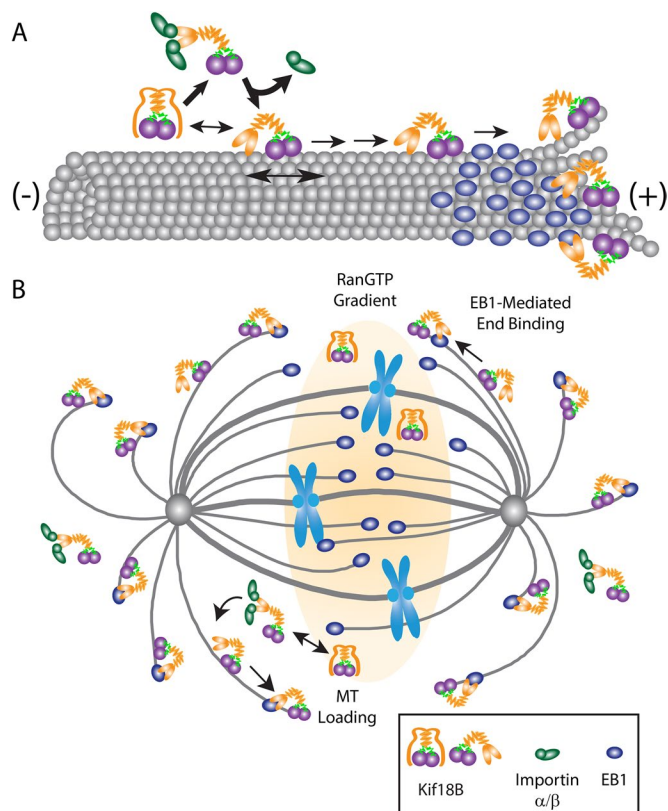 A
(-)
(+)
B
RanGTP
Gradient
EB1-Mediated
End Binding
MT
Loading
Kif18B
Importin
α/β
EB1